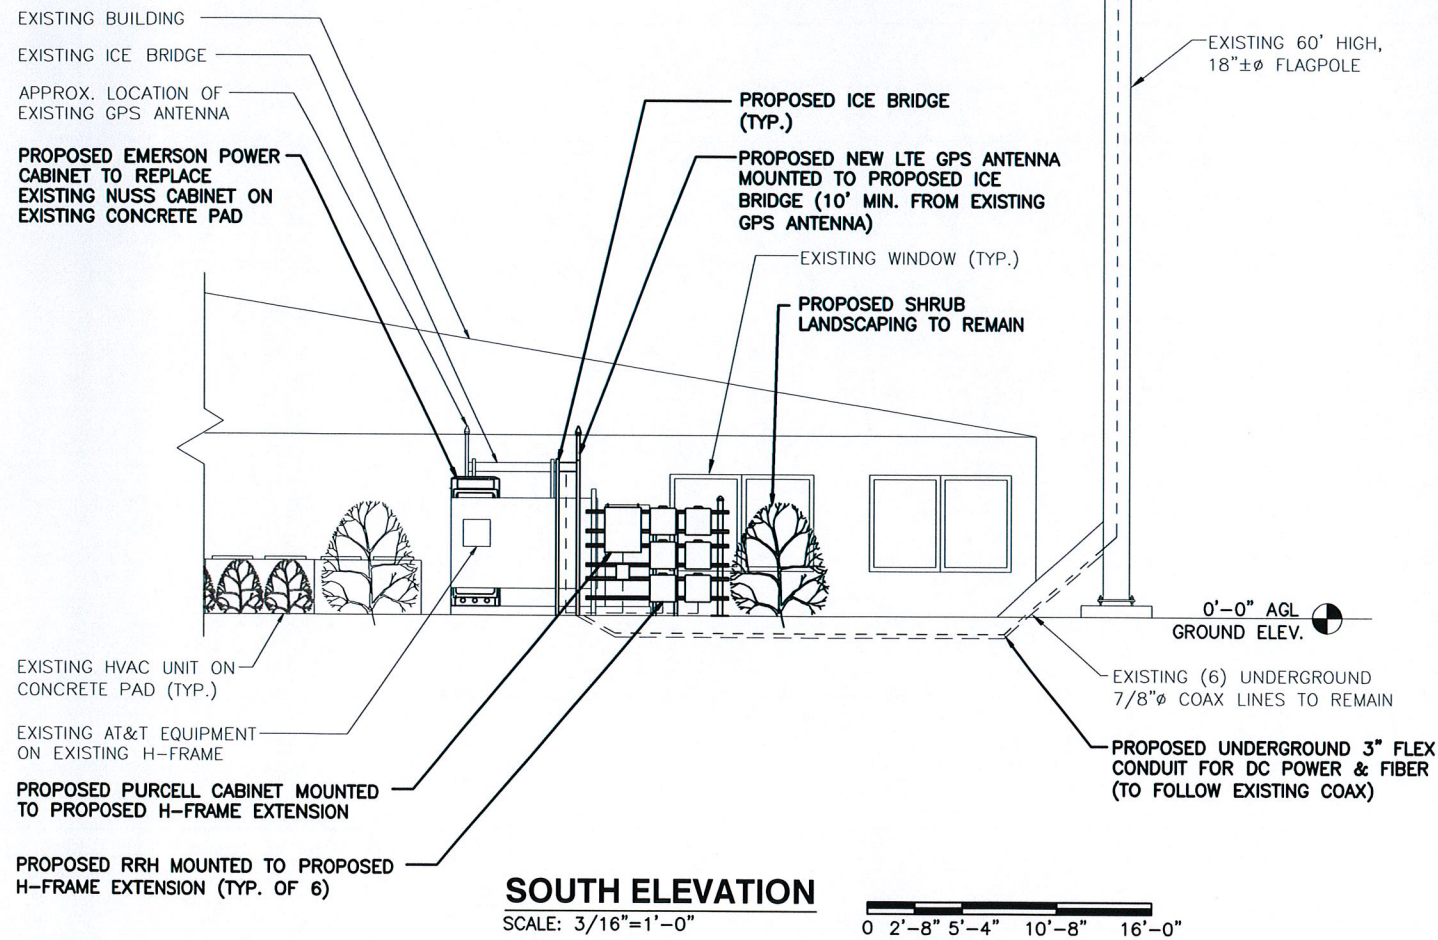 EXISTING BUILDING
EXISTING ICE BRIDGE
APPROX. LOCATION OF
EXISTING GPS ANTENNA
PROPOSED EMERSON POWER
CABINET TO REPLACE
EXISTING NUSS CABINET ON
EXISTING CONCRETE PAD
PROPOSED ICE BRIDGE
(TYP.)
PROPOSED NEW LTE GPS ANTENNA
MOUNTED TO PROPOSED ICE
BRIDGE (10' MIN. FROM EXISTING
GPS ANTENNA)
EXISTING WINDOW (TYP.)
PROPOSED SHRUB
LANDSCAPING TO REMAIN
EXISTING 60' HIGH,
18"±ø FLAGPOLE
0'-0" AGL
GROUND ELEV.
EXISTING (6) UNDERGROUND
7/8"ø COAX LINES TO REMAIN
PROPOSED UNDERGROUND 3" FLEX
CONDUIT FOR DC POWER & FIBER
(TO FOLLOW EXISTING COAX)
EXISTING HVAC UNIT ON
CONCRETE PAD (TYP.)
EXISTING AT&T EQUIPMENT
ON EXISTING H-FRAME
PROPOSED PURCELL CABINET MOUNTED
TO PROPOSED H-FRAME EXTENSION
PROPOSED RRH MOUNTED TO PROPOSED
H-FRAME EXTENSION (TYP. OF 6)
SOUTH ELEVATION
SCALE: 3/16"=1'-0"
0 2'-8" 5'-4" 10'-8" 16'-0"